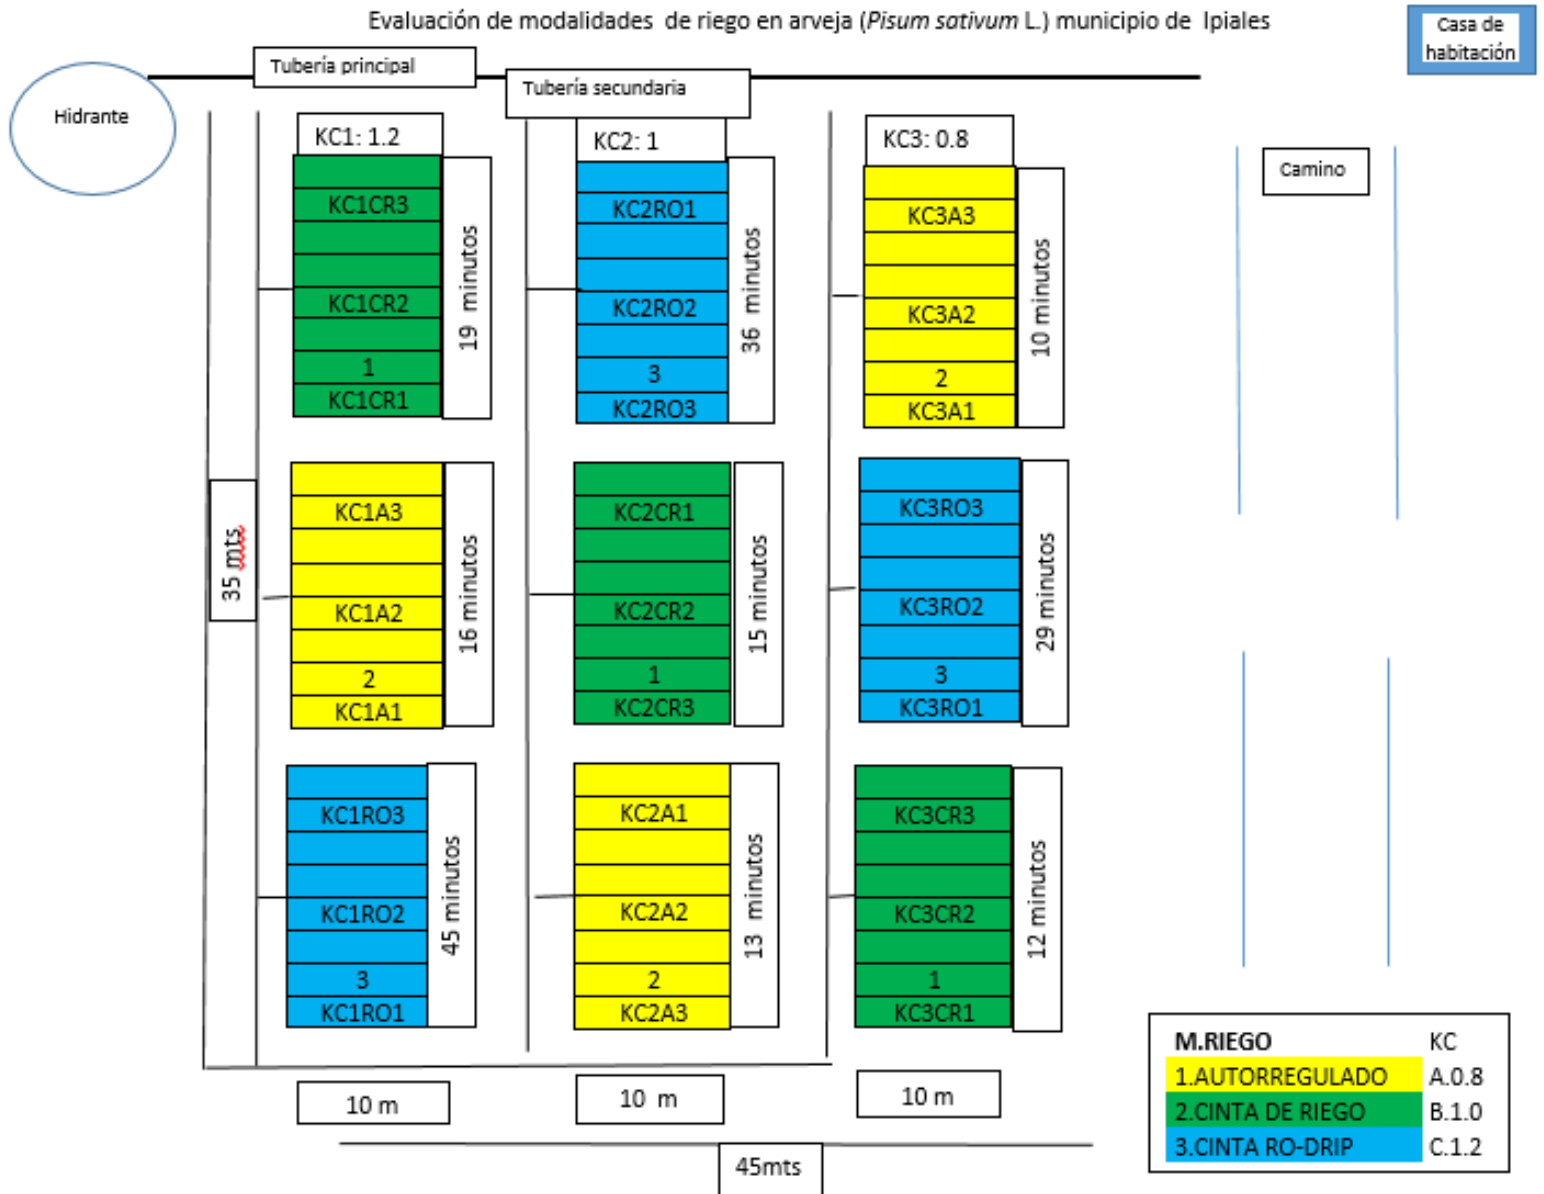 Evaluación de modalidades de riego en arveja (Pisum sativum L.) municipio de Ipiales
Casa de
habitación
Tubería principal
Tubería secundaria
Hidrante
Camino
35 mts
KC1: 1.2
KC1CR3
KC1CR2
1
KC1CR1
19 minutos
KC2: 1
KC2RO1
KC2RO2
3
KC2RO3
36 minutos
KC3: 0.8
KC3A3
KC3A2
2
KC3A1
10 minutos
KC1A3
KC1A2
2
KC1A1
16 minutos
KC2CR1
KC2CR2
1
KC2CR3
15 minutos
KC3RO3
KC3RO2
3
KC3RO1
29 minutos
KC1RO3
KC1RO2
3
KC1RO1
45 minutos
KC2A1
KC2A2
2
KC2A3
13 minutos
KC3CR3
KC3CR2
1
KC3CR1
12 minutos
10 m
10 m
10 m
45mts
M.RIEGO KC
1.AUTORREGULADO A.0.8
2.CINTA DE RIEGO B.1.0
3.CINTA RO-DRIP C.1.2